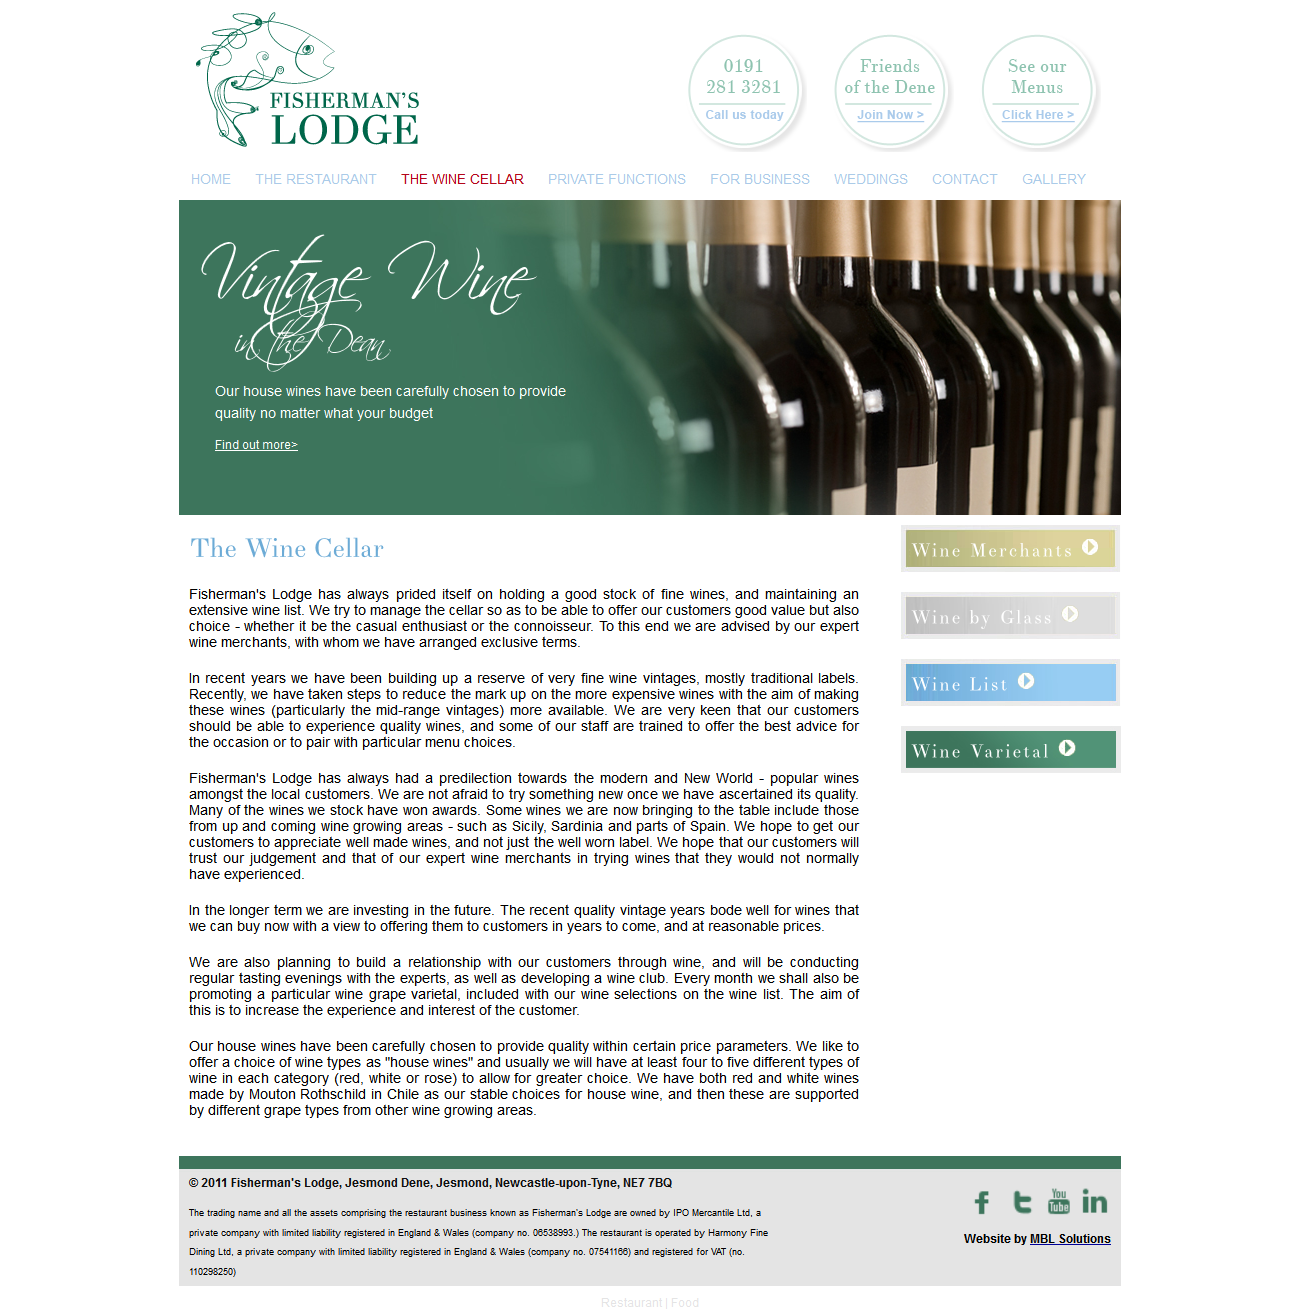 FISHERMAN'S
LODGE
0191
281 3281
Call us today
Friends
of the Dene
Join Now >
See our
Menus
Click Here >
HOME THE RESTAURANT THE WINE CELLAR PRIVATE FUNCTIONS FOR BUSINESS WEDDINGS CONTACT GALLERY
Vintage Wine
in the Dean
Our house wines have been carefully chosen to provide
quality no matter what your budget
Find out more>
The Wine Cellar
Fisherman's Lodge has always prided itself on holding a good stock of fine wines, and maintaining an
extensive wine list. We try to manage the cellar so as to be able to offer our customers good value but also
choice - whether it be the casual enthusiast or the connoisseur. To this end we are advised by our expert
wine merchants, with whom we have arranged exclusive terms.
In recent years we have been building up a reserve of very fine wine vintages, mostly traditional labels.
Recently, we have taken steps to reduce the mark up on the more expensive wines with the aim of making
these wines (particularly the mid-range vintages) more available. We are very keen that our customers
should be able to experience quality wines, and some of our staff are trained to offer the best advice for
the occasion or to pair with particular menu choices.
Fisherman's Lodge has always had a predilection towards the modern and New World - popular wines
amongst the local customers. We are not afraid to try something new once we have ascertained its quality.
Many of the wines we stock have won awards. Some wines we are now bringing to the table include those
from up and coming wine growing areas - such as Sicily, Sardinia and parts of Spain. We hope to get our
customers to appreciate well made wines, and not just the well worn label. We hope that our customers will
trust our judgement and that of our expert wine merchants in trying wines that they would not normally
have experienced.
In the longer term we are investing in the future. The recent quality vintage years bode well for wines that
we can buy now with a view to offering them to customers in years to come, and at reasonable prices.
We are also planning to build a relationship with our customers through wine, and will be conducting
regular tasting evenings with the experts, as well as developing a wine club. Every month we shall also be
promoting a particular wine grape varietal, included with our wine selections on the wine list. The aim of
this is to increase the experience and interest of the customer.
Our house wines have been carefully chosen to provide quality within certain price parameters. We like to
offer a choice of wine types as "house wines" and usually we will have at least four to five different types of
wine in each category (red, white or rose) to allow for greater choice. We have both red and white wines
made by Mouton Rothschild in Chile as our stable choices for house wine, and then these are supported
by different grape types from other wine growing areas.
Wine Merchants
Wine by Glass
Wine List
Wine Varietal
© 2011 Fisherman's Lodge, Jesmond Dene, Jesmond, Newcastle-upon-Tyne, NE7 7BQ
The trading name and all the assets comprising the restaurant business known as Fisherman's Lodge are owned by IPO Mercantile Ltd, a
private company with limited liability registered in England & Wales (company no. 06538993.) The restaurant is operated by Harmony Fine
Dining Ltd, a private company with limited liability registered in England & Wales (company no. 07541166) and registered for VAT (no.
110298250)
f t You Tube in
Website by MBL Solutions
Restaurant | Food